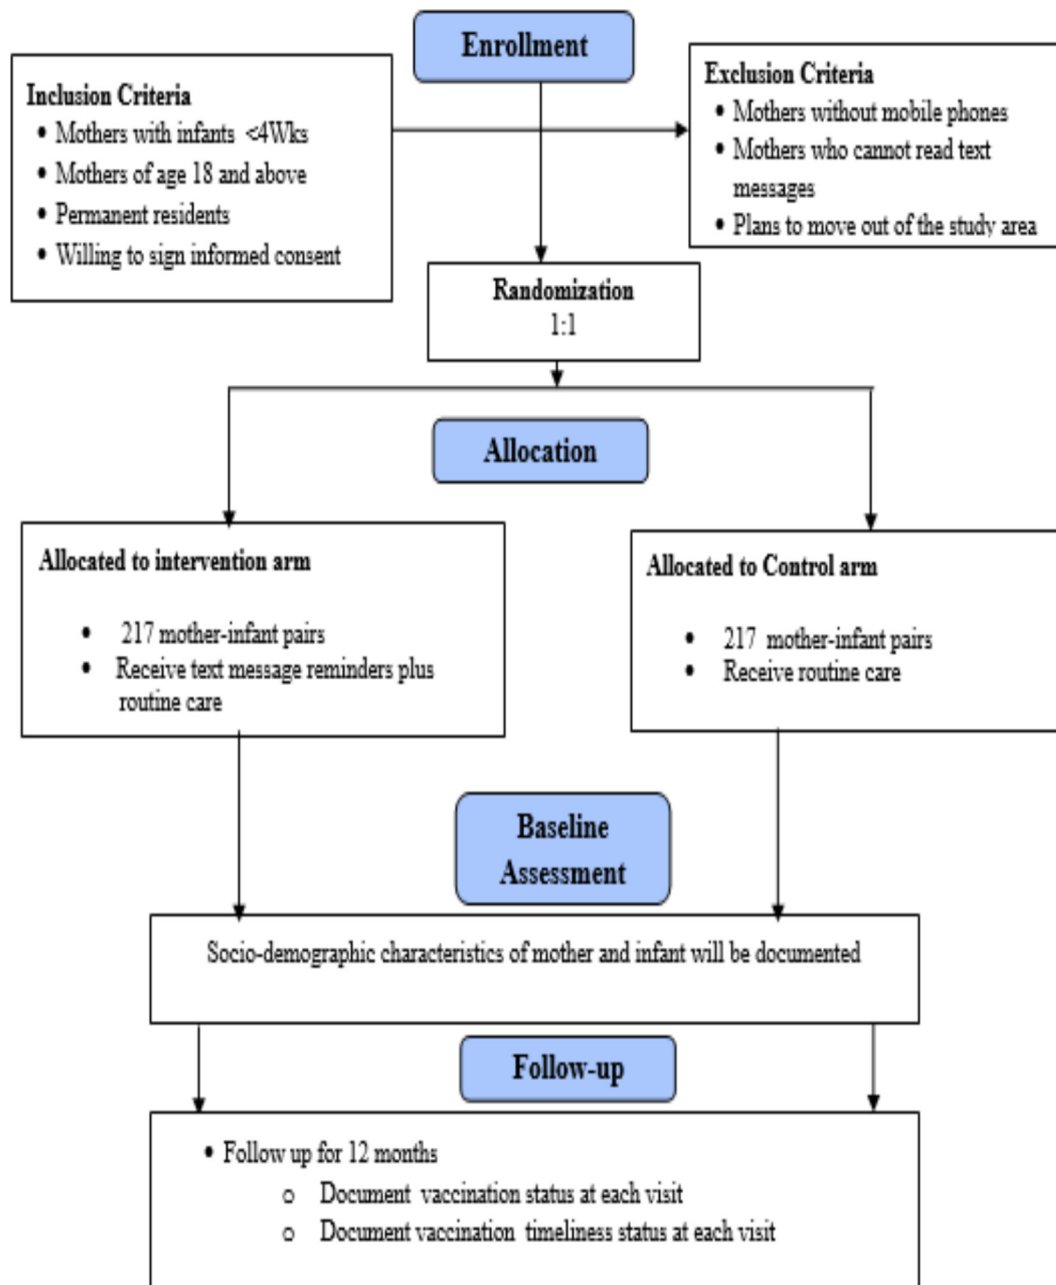 Enrollment
Inclusion Criteria
• Mothers with infants <4Wks
• Mothers of age 18 and above
• Permanent residents
• Willing to sign informed consent
Exclusion Criteria
• Mothers without mobile phones
• Mothers who cannot read text
messages
• Plans to move out of the study area
Randomization
1:1
Allocation
Allocated to intervention arm
• 217 mother-infant pairs
• Receive text message reminders plus
routine care
Allocated to Control arm
• 217 mother-infant pairs
• Receive routine care
Baseline
Assessment
Socio-demographic characteristics of mother and infant will be documented
Follow-up
• Follow up for 12 months
o Document vaccination status at each visit
o Document vaccination timeliness status at each visit